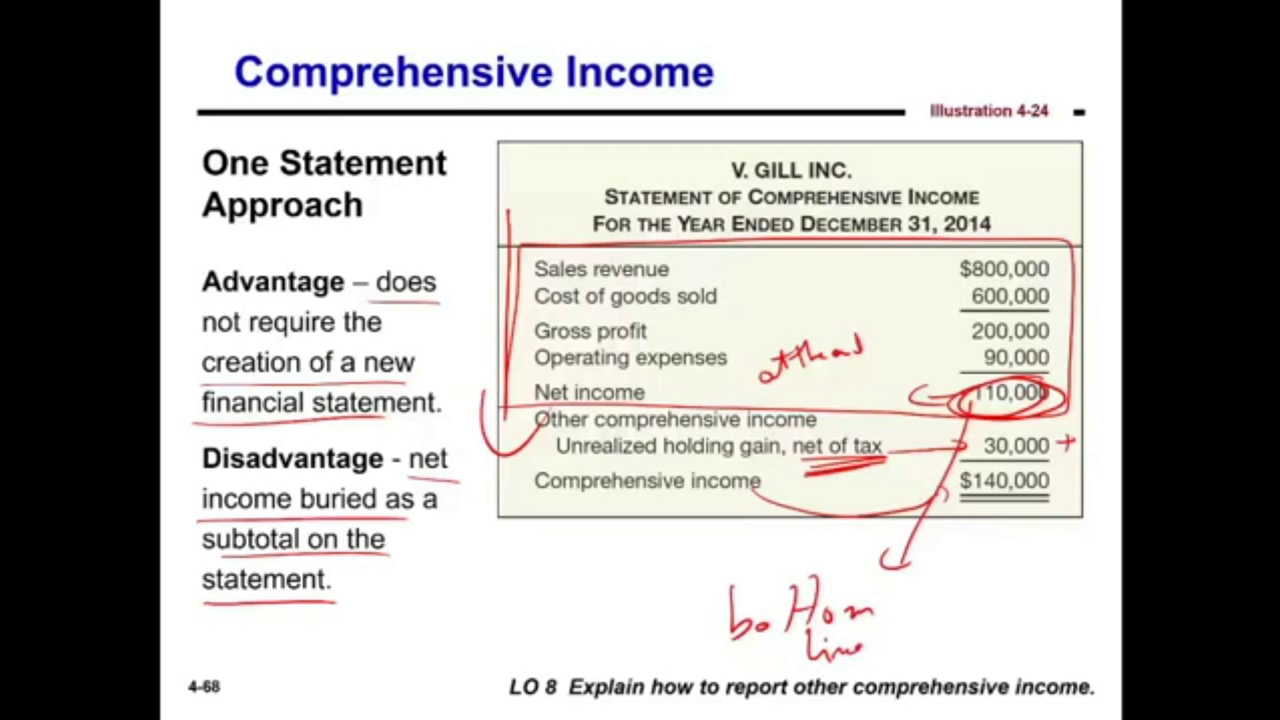 Comprehensive Income
Illustration 4-24
One Statement
Approach
Advantage – does
not require the
creation of a new
financial statement.
Disadvantage - net
income buried as a
subtotal on the
statement.
V. GILL INC.
STATEMENT OF COMPREHENSIVE INCOME
FOR THE YEAR ENDED DECEMBER 31, 2014
Sales revenue $800,000
Cost of goods sold 600,000
Gross profit 200,000
Operating expenses 90,000
Net income 110,000
Other comprehensive income
Unrealized holding gain, net of tax 30,000 +
Comprehensive income $140,000
bottom
line
4-68
LO 8 Explain how to report other comprehensive income.